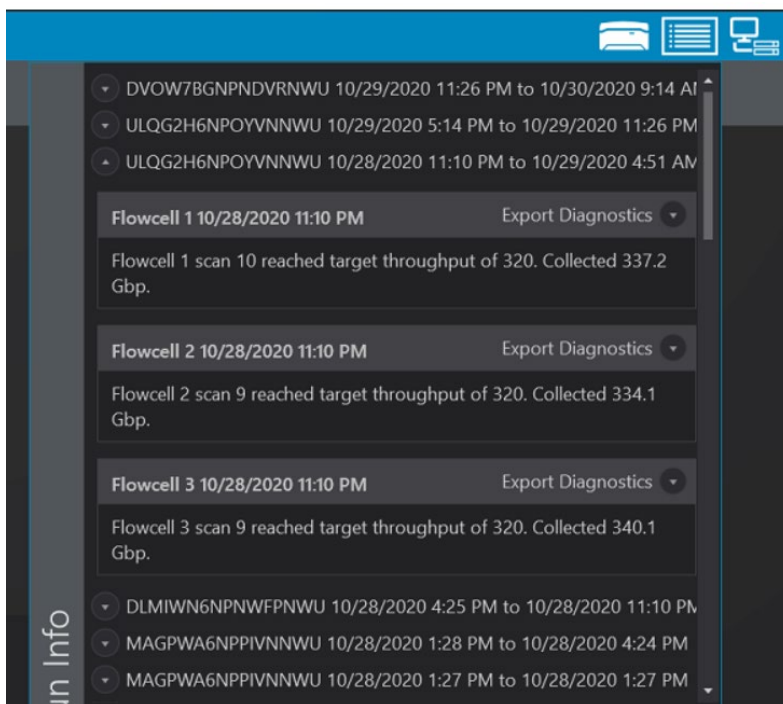 DVOW7BGNPNDVRNWU 10/29/2020 11:26 PM to 10/30/2020 9:14 AM
ULQG2H6NPOYVNNWU 10/29/2020 5:14 PM to 10/29/2020 11:26 PM
ULQG2H6NPOYVNNWU 10/28/2020 11:10 PM to 10/29/2020 4:51 AM
Flowcell 1 10/28/2020 11:10 PM Export Diagnostics
Flowcell 1 scan 10 reached target throughput of 320. Collected 337.2
Gbp.
Flowcell 2 10/28/2020 11:10 PM Export Diagnostics
Flowcell 2 scan 9 reached target throughput of 320. Collected 334.1
Gbp.
Flowcell 3 10/28/2020 11:10 PM Export Diagnostics
Flowcell 3 scan 9 reached target throughput of 320. Collected 340.1
Gbp.
DLMIWN6NPNWFPNWU 10/28/2020 4:25 PM to 10/28/2020 11:10 PM
MAGPWA6NPPIVNNWU 10/28/2020 1:28 PM to 10/28/2020 4:24 PM
MAGPWA6NPPIVNNWU 10/28/2020 1:27 PM to 10/28/2020 1:27 PM
un Info